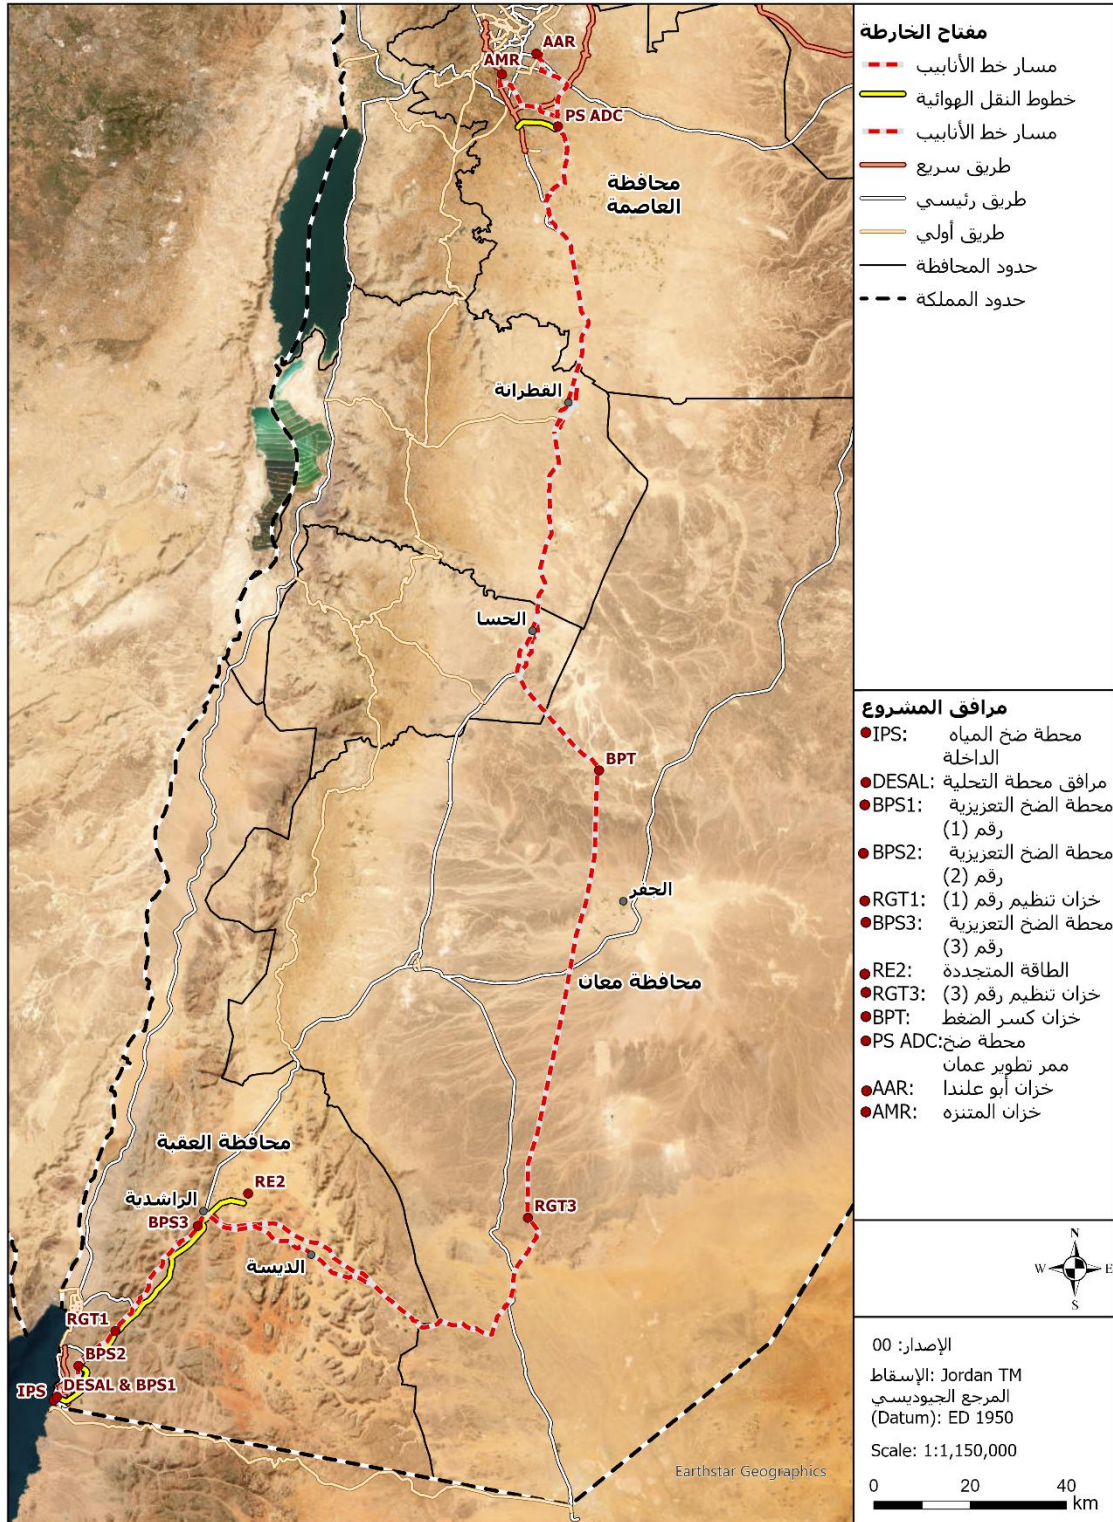 AAR
AMR
PS ADC
محافظة
العاصمة
القطرانة
الحسا
BPT
الجفر
محافظة معان
محافظة العقبة
RE2
الراشدية
BPS3
RGT3
الديسة
RGT1
BPS2
DESAL & BPS1
IPS
Earthstar Geographics
مفتاح الخارطة
مسار خط الأنابيب
خطوط النقل الهوائية
مسار خط الأنابيب
طريق سريع
طريق رئيسي
طريق أولي
حدود المحافظة
حدود المملكة
مرافق المشروع
IPS: محطة ضخ المياه
الداخلة
DESAL: مرافق محطة التحلية
BPS1: محطة الضخ التعزيزية
رقم (1)
BPS2: محطة الضخ التعزيزية
رقم (2)
RGT1: خزان تنظيم رقم (1)
BPS3: محطة الضخ التعزيزية
رقم (3)
RE2: الطاقة المتجددة
RGT3: خزان تنظيم رقم (3)
BPT: خزان كسر الضغط
PS ADC: محطة ضخ
ممر تطوير عمان
AAR: خزان أبو علندا
AMR: خزان المتنزه
N
W E
S
الإصدار: 00
الإسقاط: Jordan TM
المرجع الجيوديسي
(Datum): ED 1950
Scale: 1:1,150,000
0 20 40
km